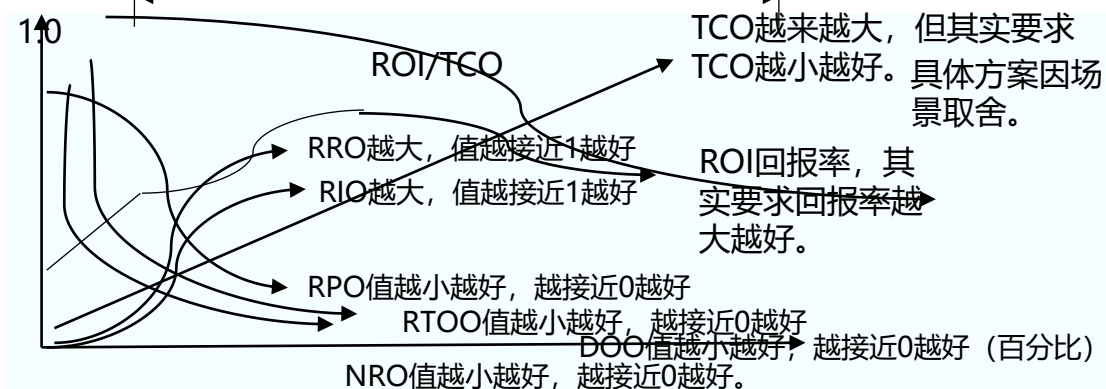 1.0
TCO越来越大，但其实要求
ROI/TCO
TCO越小越好。具体方案因场
景取舍。
RRO越大，值越接近1越好
ROI回报率，其
RIO越大，值越接近1越好
实要求回报率越
大越好。
RPO值越小越好，越接近0越好
RTOO值越小越好，越接近0越好
DOO值越小越好，越接近0越好（百分比）
NRO值越小越好，越接近0越好。